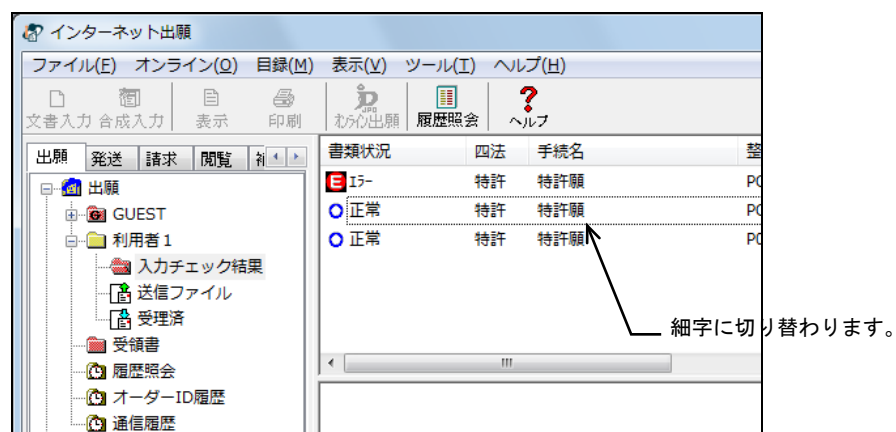 インターネット出願
ファイル(F) オンライン(O) 目録(M) 表示(V) ツール(T) ヘルプ(H)
文書入力 合成入力 表示 印刷 オンライン出願 履歴照会 ヘルプ
出願 発送 請求 閲覧
書類状況 四法 手続名 整
出願
GUEST
利用者1
入力チェック結果
送信ファイル
受理済
受領書
履歴照会
オーダーID履歴
通信履歴
E エラー 特許 特許願 P0
正常 特許 特許願 P0
正常 特許 特許願 P0
細字に切り替わります。